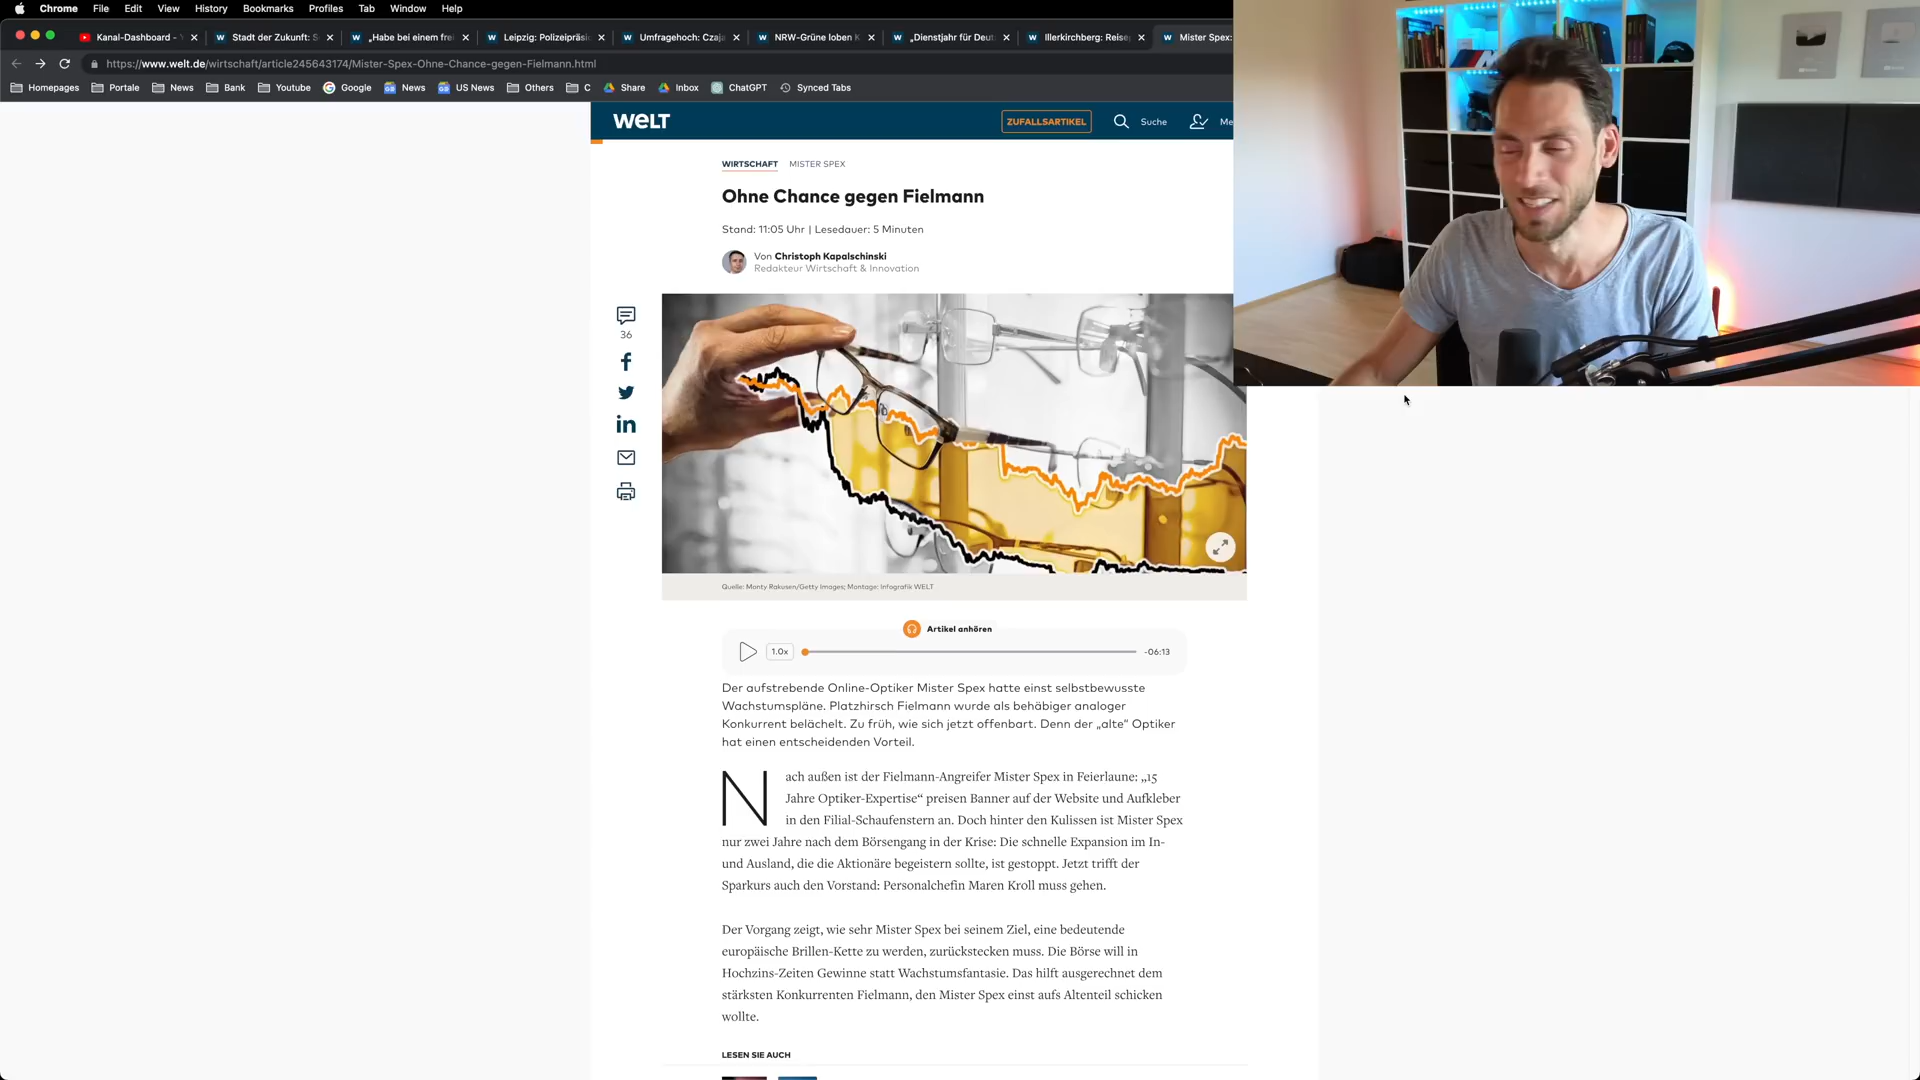 Chrome File Edit View History Bookmarks Profiles Tab Window Help
Kanal-Dashboard - Stadt der Zukunft: S „Habe bei einem fre Leipzig: Polizeipräsi Umfragehoch: Czaja NRW-Grüne loben K „Dienstjahr für Deut Illerkirchberg: Reise Mister Spex:
https://www.welt.de/wirtschaft/article245643174/Mister-Spex-Ohne-Chance-gegen-Fielmann.html
Homepages Portale News Bank Youtube Google News US News Others C Share Inbox ChatGPT Synced Tabs
WELT ZUFALLSARTIKEL Suche Me
WIRTSCHAFT MISTER SPEX
Ohne Chance gegen Fielmann
Stand: 11:05 Uhr | Lesedauer: 5 Minuten
Von Christoph Kapalschinski
Redakteur Wirtschaft & Innovation
36
Quelle: Monty Rakusen/Getty Images; Montage: Infografik WELT
Artikel anhören
1.0x -06:13
Der aufstrebende Online-Optiker Mister Spex hatte einst selbstbewusste
Wachstumspläne. Platzhirsch Fielmann wurde als behäbiger analoger
Konkurrent belächelt. Zu früh, wie sich jetzt offenbart. Denn der „alte“ Optiker
hat einen entscheidenden Vorteil.
Nach außen ist der Fielmann-Angreifer Mister Spex in Feierlaune: „15
Jahre Optiker-Expertise“ preisen Banner auf der Website und Aufkleber
in den Filial-Schaufenstern an. Doch hinter den Kulissen ist Mister Spex
nur zwei Jahre nach dem Börsengang in der Krise: Die schnelle Expansion im In-
und Ausland, die die Aktionäre begeistern sollte, ist gestoppt. Jetzt trifft der
Sparkurs auch den Vorstand: Personalchefin Maren Kroll muss gehen.
Der Vorgang zeigt, wie sehr Mister Spex bei seinem Ziel, eine bedeutende
europäische Brillen-Kette zu werden, zurückstecken muss. Die Börse will in
Hochzins-Zeiten Gewinne statt Wachstumsfantasie. Das hilft ausgerechnet dem
stärksten Konkurrenten Fielmann, den Mister Spex einst aufs Altenteil schicken
wollte.
LESEN SIE AUCH